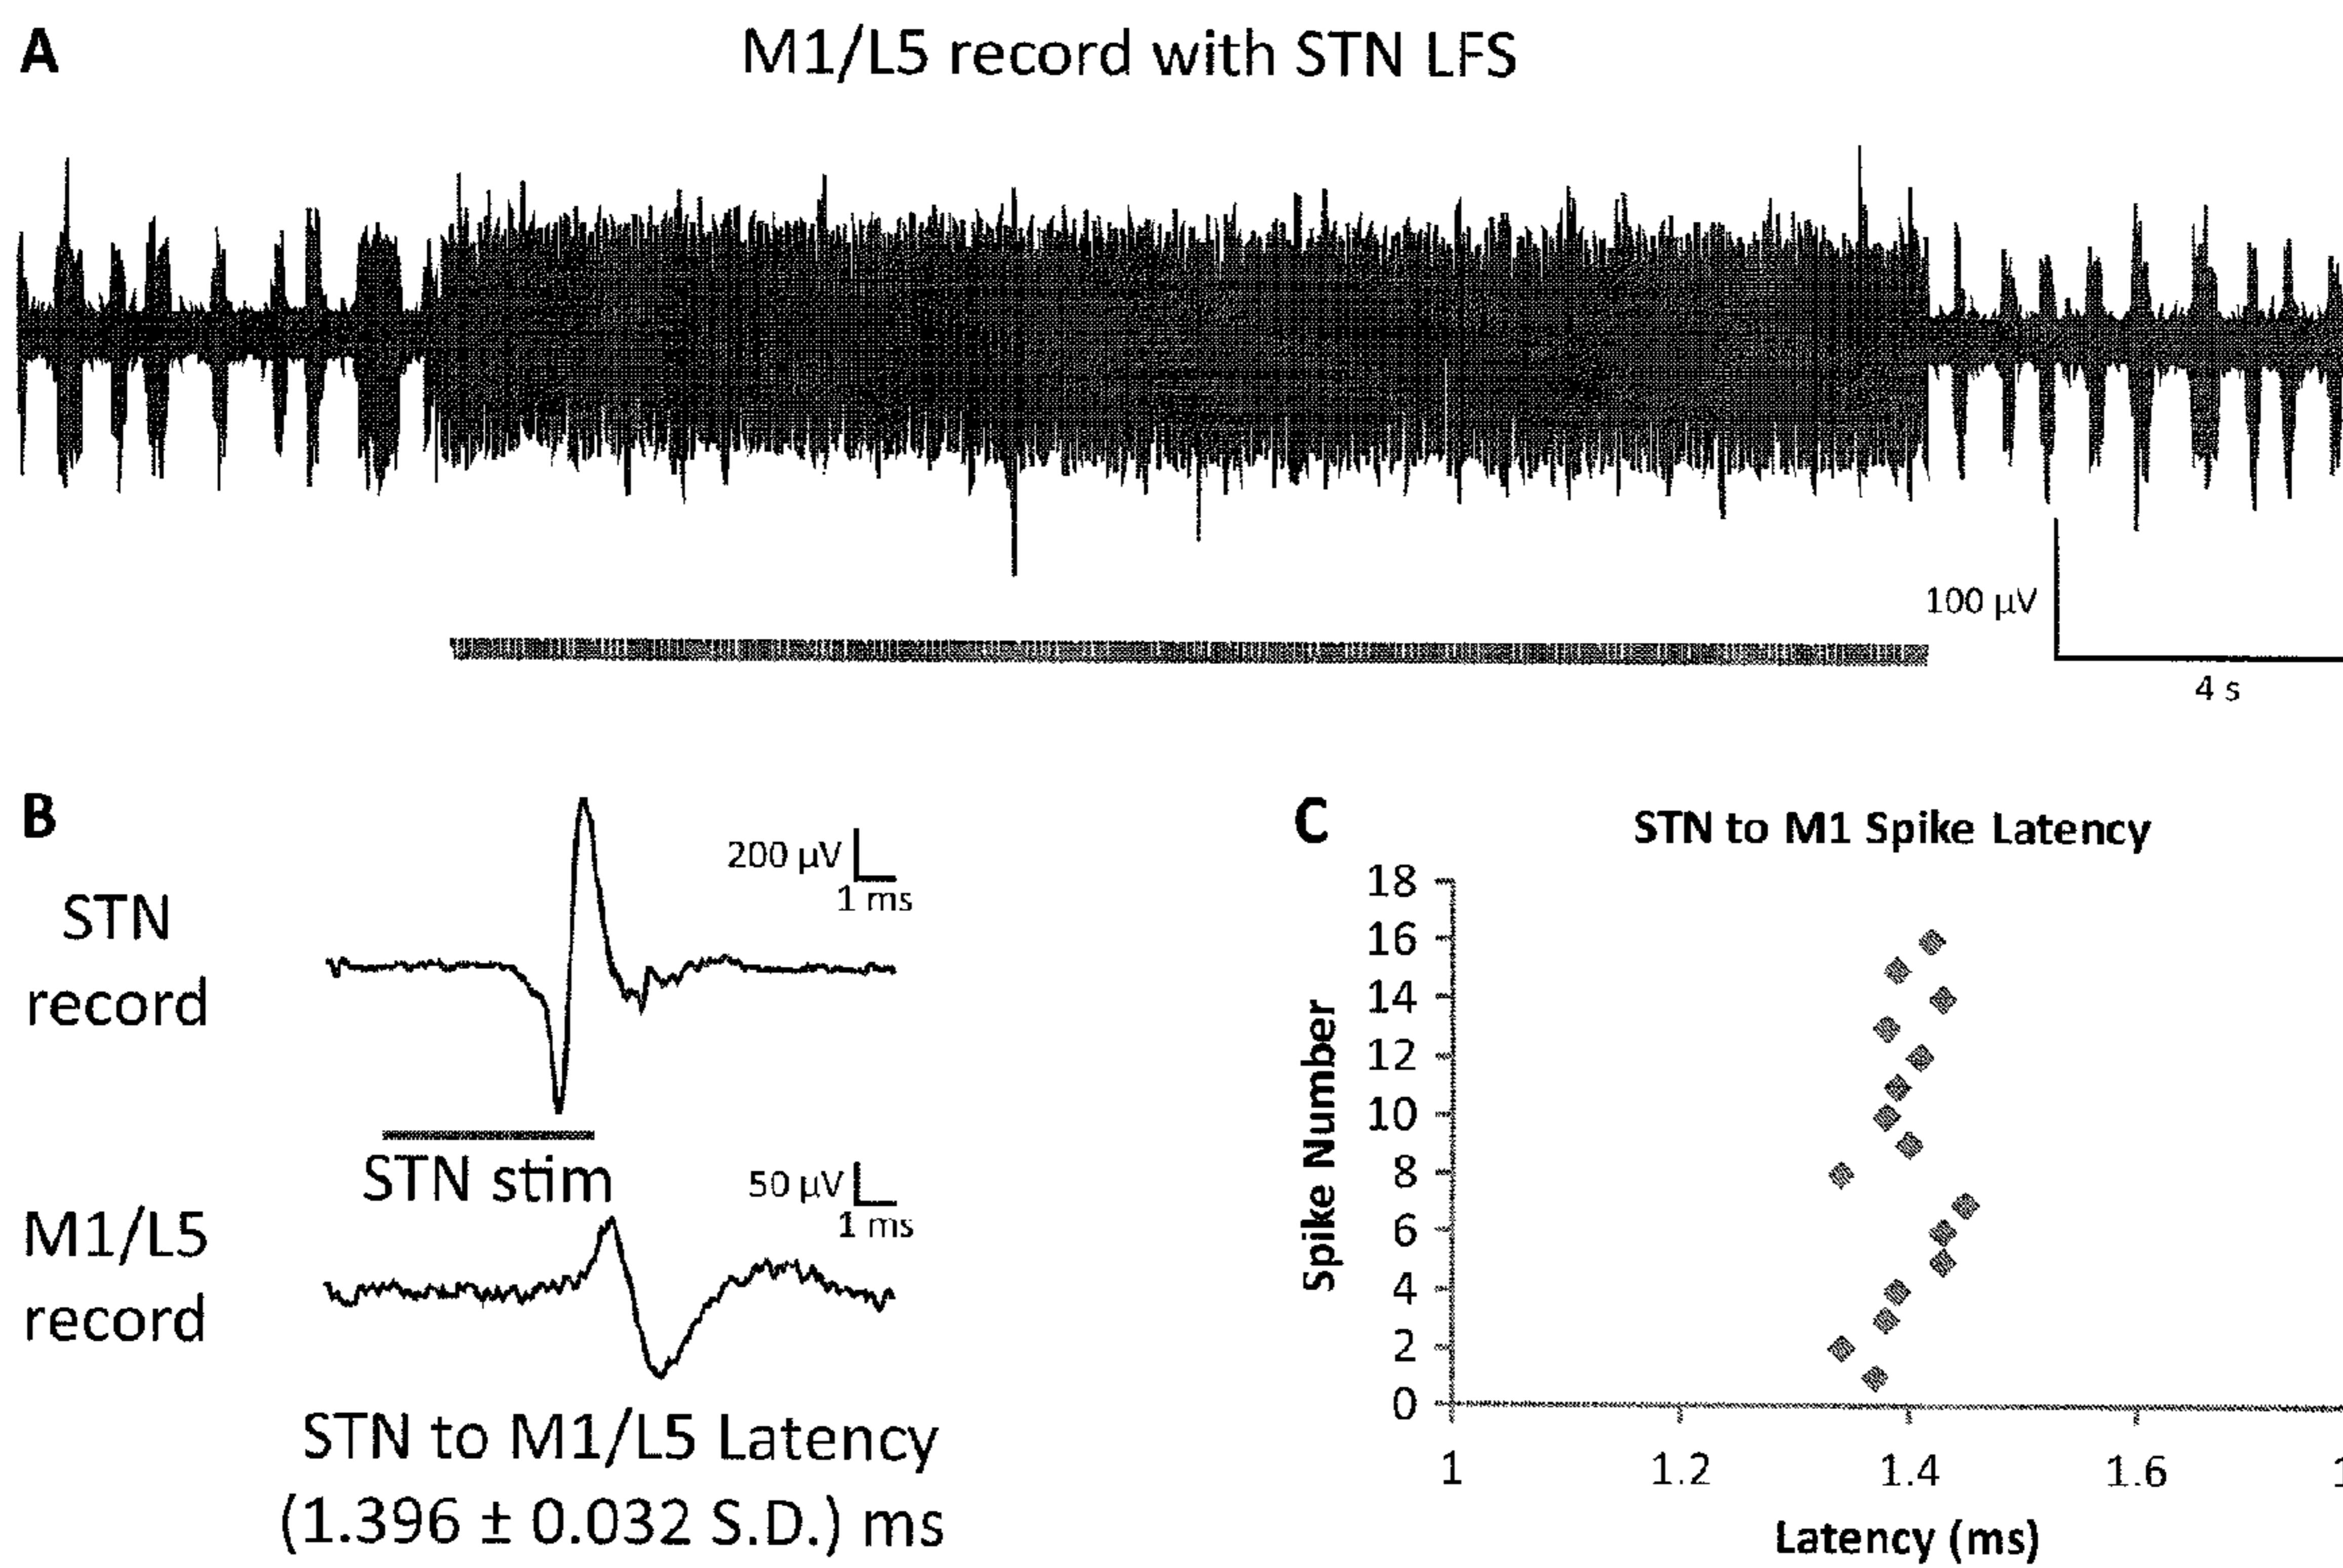 A
M1/L5 record with STN LFS
100 µV
4 s
B
200 µV
1 ms
STN
record
STN stim
50 µV
1 ms
M1/L5
record
STN to M1/L5 Latency
(1.396 ± 0.032 S.D.) ms
C
STN to M1 Spike Latency
18
16
14
12
10
8
6
4
2
0
Spike Number
1 1.2 1.4 1.6
Latency (ms)